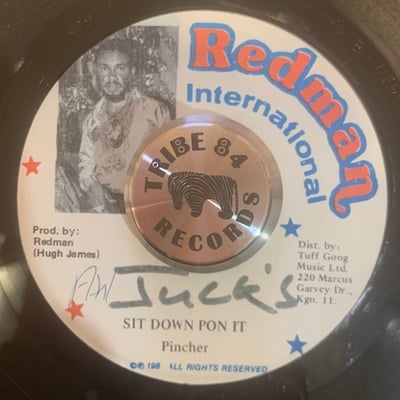 Redman
International
TRIBE 84
RECORDS
Prod. by:
Redman
(Hugh James)
Dist. by:
Tuff Gong
Music Ltd.
220 Marcus
Garvey Dr.,
Kgn. 11.
Juck's
SIT DOWN PON IT
Pincher
©℗ 198 ALL RIGHTS RESERVED